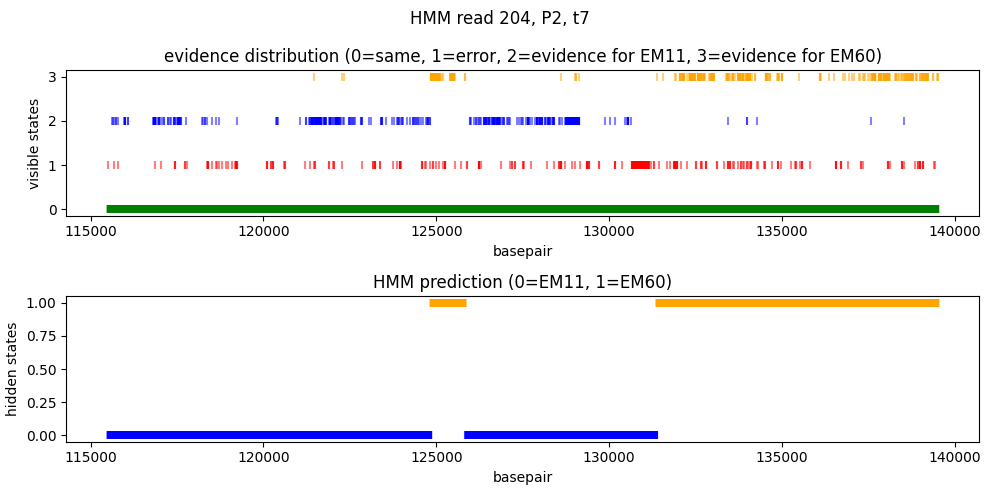 HMM read 204, P2, t7
evidence distribution (0=same, 1=error, 2=evidence for EM11, 3=evidence for EM60)
visible states
3
2
1
0
115000 120000 125000 130000 135000 140000
basepair
HMM prediction (0=EM11, 1=EM60)
hidden states
1.00
0.75
0.50
0.25
0.00
115000 120000 125000 130000 135000 140000
basepair